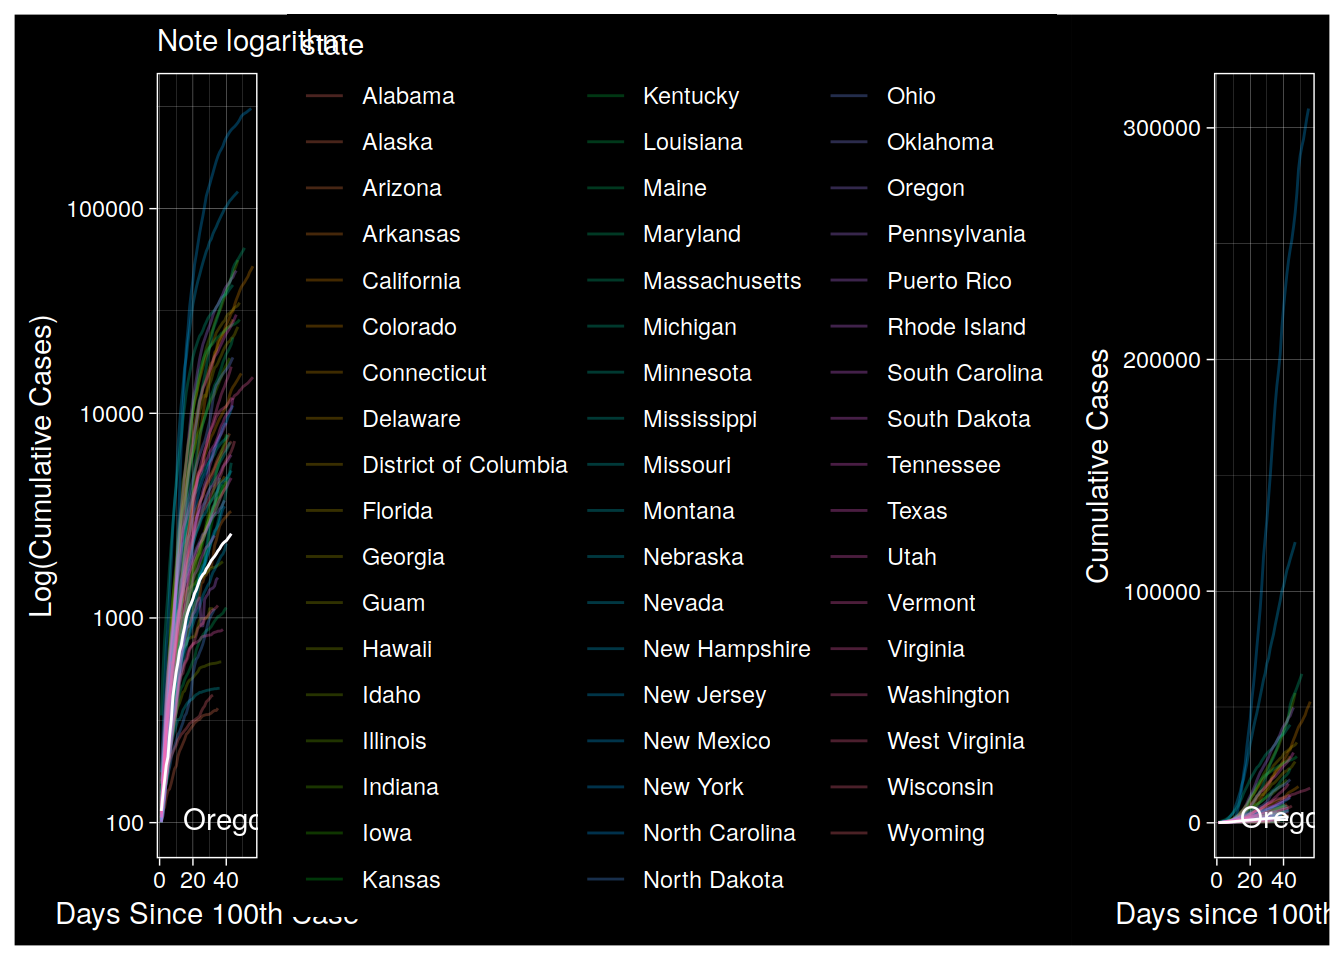 Note logarithm
state
Log(Cumulative Cases)
100000
10000
1000
100
0 20 40
Days Since 100th Case
Orego
Alabama
Alaska
Arizona
Arkansas
California
Colorado
Connecticut
Delaware
District of Columbia
Florida
Georgia
Guam
Hawaii
Idaho
Illinois
Indiana
Iowa
Kansas
Kentucky
Louisiana
Maine
Maryland
Massachusetts
Michigan
Minnesota
Mississippi
Missouri
Montana
Nebraska
Nevada
New Hampshire
New Jersey
New Mexico
New York
North Carolina
North Dakota
Ohio
Oklahoma
Oregon
Pennsylvania
Puerto Rico
Rhode Island
South Carolina
South Dakota
Tennessee
Texas
Utah
Vermont
Virginia
Washington
West Virginia
Wisconsin
Wyoming
Cumulative Cases
300000
200000
100000
0
Orego
0 20 40
Days since 100th